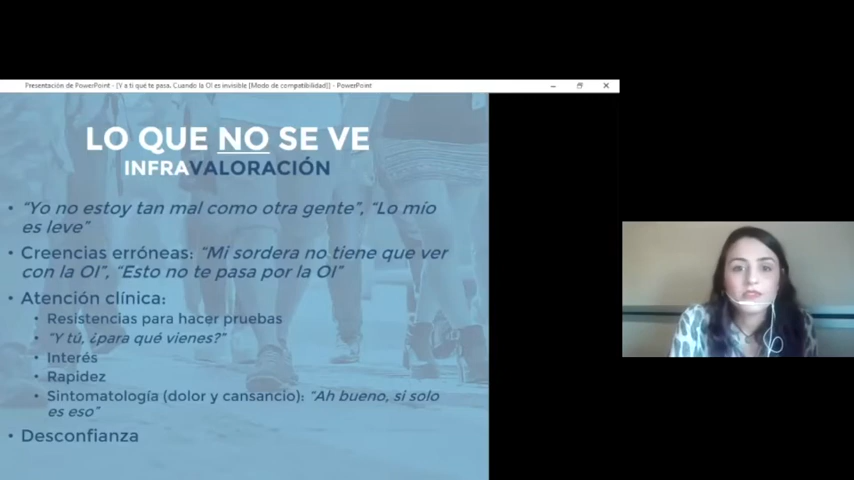 Presentación de PowerPoint - [Y a ti qué te pasa. Cuando la OI es invisible [Modo de compatibilidad]] - PowerPoint
LO QUE NO SE VE
INFRAVALORACIÓN
• “Yo no estoy tan mal como otra gente”, “Lo mío
es leve”
• Creencias erróneas: “Mi sordera no tiene que ver
con la OI”, “Esto no te pasa por la OI”
• Atención clínica:
• Resistencias para hacer pruebas
• “Y tú, ¿para qué vienes?”
• Interés
• Rapidez
• Sintomatología (dolor y cansancio): “Ah bueno, si solo
es eso”
• Desconfianza